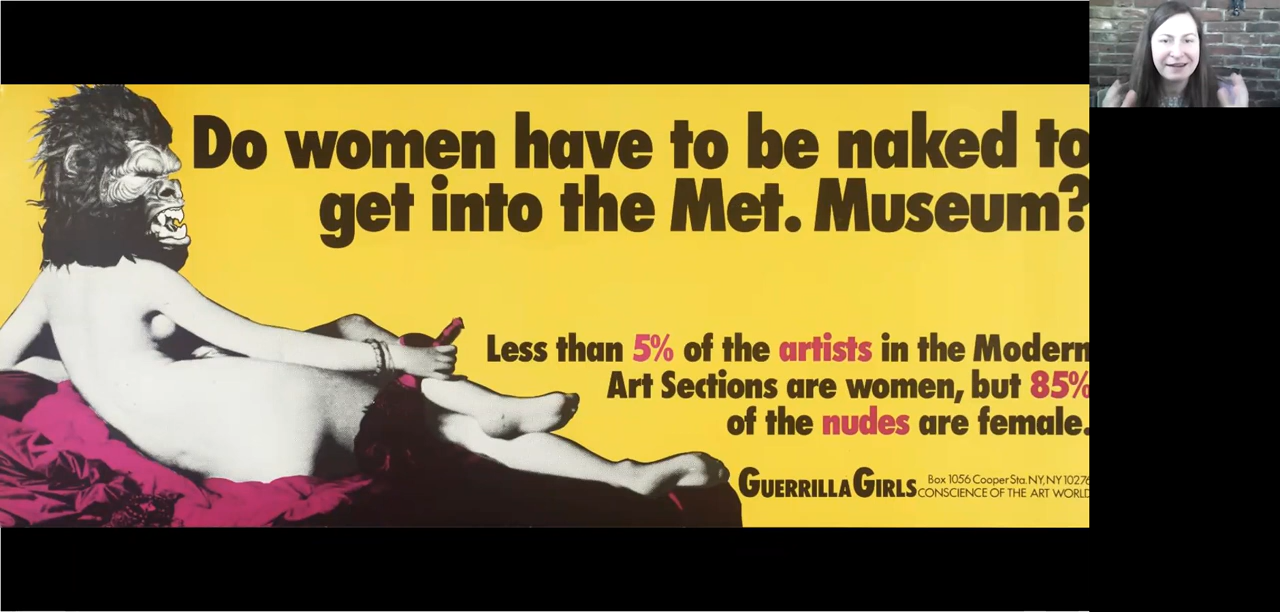 Do women have to be naked to
get into the Met. Museum?
Less than 5% of the artists in the Modern
Art Sections are women, but 85%
of the nudes are female.
GUERRILLA GIRLS
Box 1056 Cooper Sta. NY, NY 10276
CONSCIENCE OF THE ART WORLD